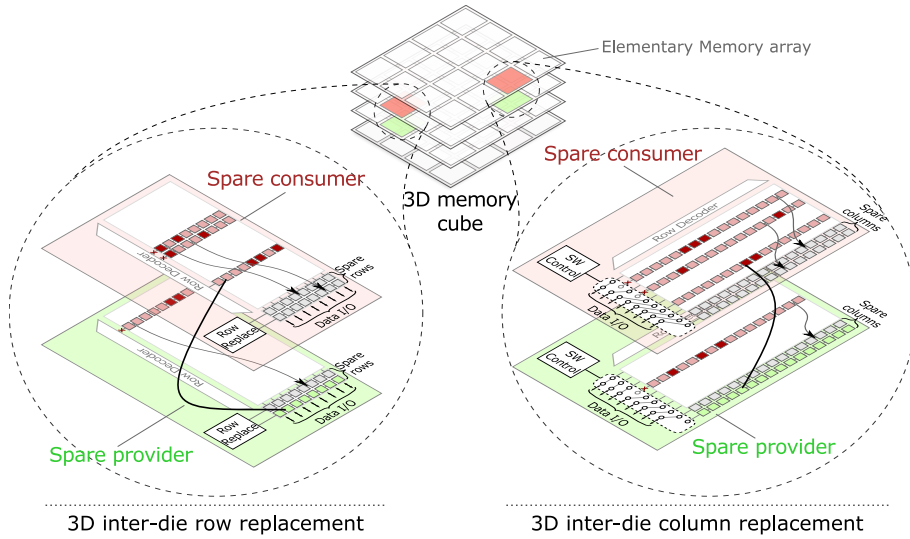 Elementary Memory array
3D memory
cube
Spare consumer
Row Decoder
Spare
rows
Data I/O
Row
Replace
Row Decoder
Spare
rows
Data I/O
Row
Replace
Spare provider
3D inter-die row replacement
Spare consumer
Row Decoder
Spare
columns
SW
Control
Data I/O
Spare
columns
SW
Control
Data I/O
Spare provider
3D inter-die column replacement